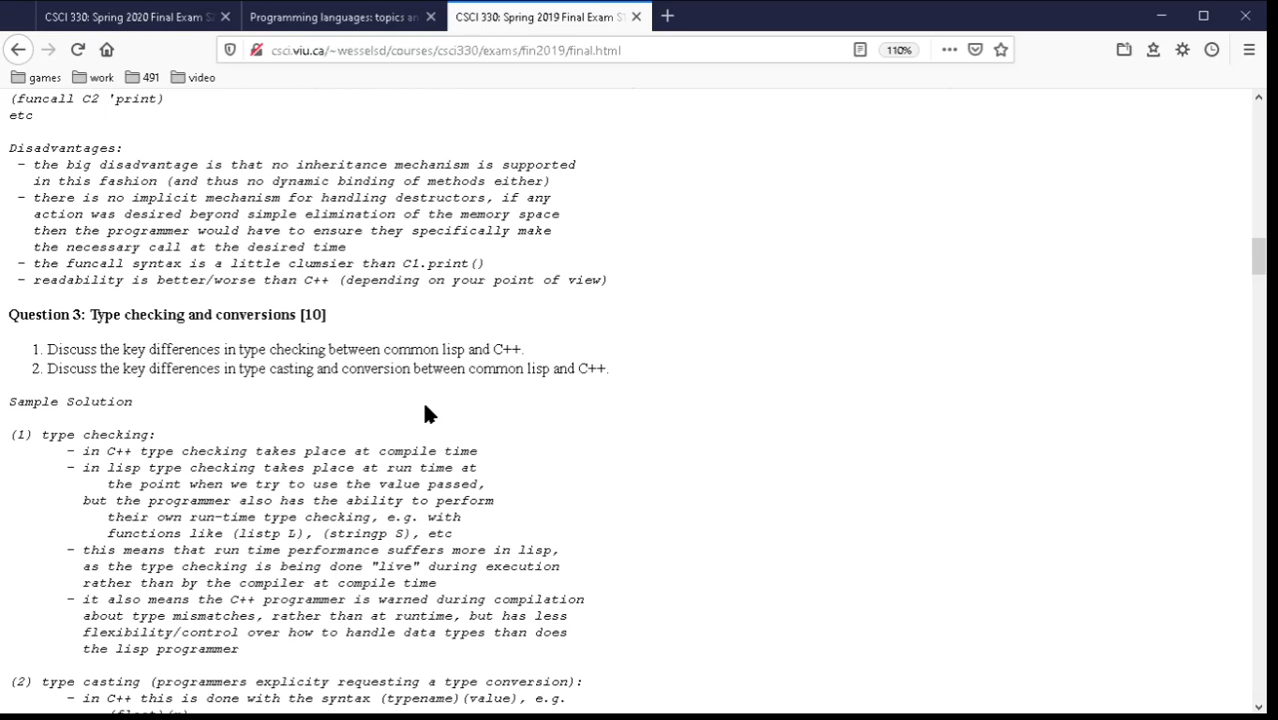 CSCI 330: Spring 2020 Final Exam S
Programming languages: topics an
CSCI 330: Spring 2019 Final Exam S
csci.viu.ca/~wesselsd/courses/csci330/exams/fin2019/final.html
110%
games work 491 video
(funcall C2 'print)
etc
Disadvantages:
- the big disadvantage is that no inheritance mechanism is supported
in this fashion (and thus no dynamic binding of methods either)
- there is no implicit mechanism for handling destructors, if any
action was desired beyond simple elimination of the memory space
then the programmer would have to ensure they specifically make
the necessary call at the desired time
- the funcall syntax is a little clumsier than C1.print()
- readability is better/worse than C++ (depending on your point of view)
Question 3: Type checking and conversions [10]
1. Discuss the key differences in type checking between common lisp and C++.
2. Discuss the key differences in type casting and conversion between common lisp and C++.
Sample Solution
(1) type checking:
- in C++ type checking takes place at compile time
- in lisp type checking takes place at run time at
the point when we try to use the value passed,
but the programmer also has the ability to perform
their own run-time type checking, e.g. with
functions like (listp L), (stringp S), etc
- this means that run time performance suffers more in lisp,
as the type checking is being done "live" during execution
rather than by the compiler at compile time
- it also means the C++ programmer is warned during compilation
about type mismatches, rather than at runtime, but has less
flexibility/control over how to handle data types than does
the lisp programmer
(2) type casting (programmers explicity requesting a type conversion):
- in C++ this is done with the syntax (typename)(value), e.g.